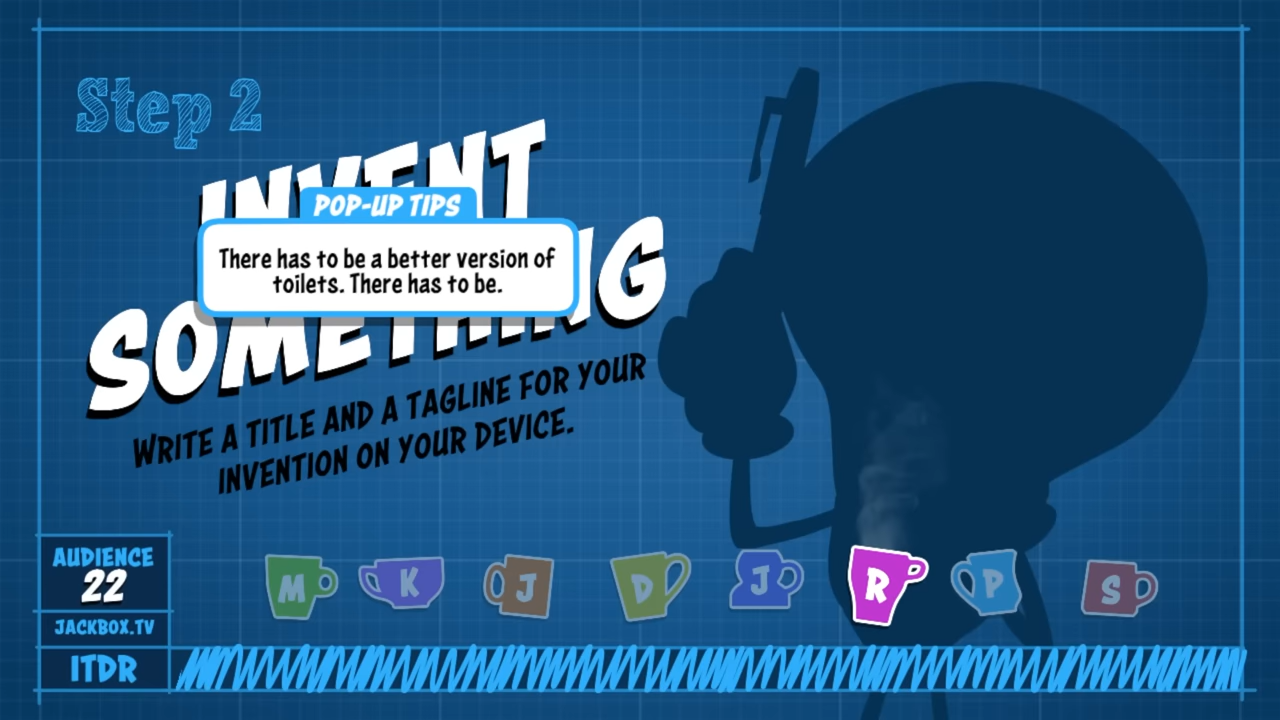 Step 2
INVENT
SOMETHING
POP-UP TIPS
There has to be a better version of
toilets. There has to be.
WRITE A TITLE AND A TAGLINE FOR YOUR
INVENTION ON YOUR DEVICE.
AUDIENCE
22
JACKBOX.TV
ITDR
M K J D J R P S